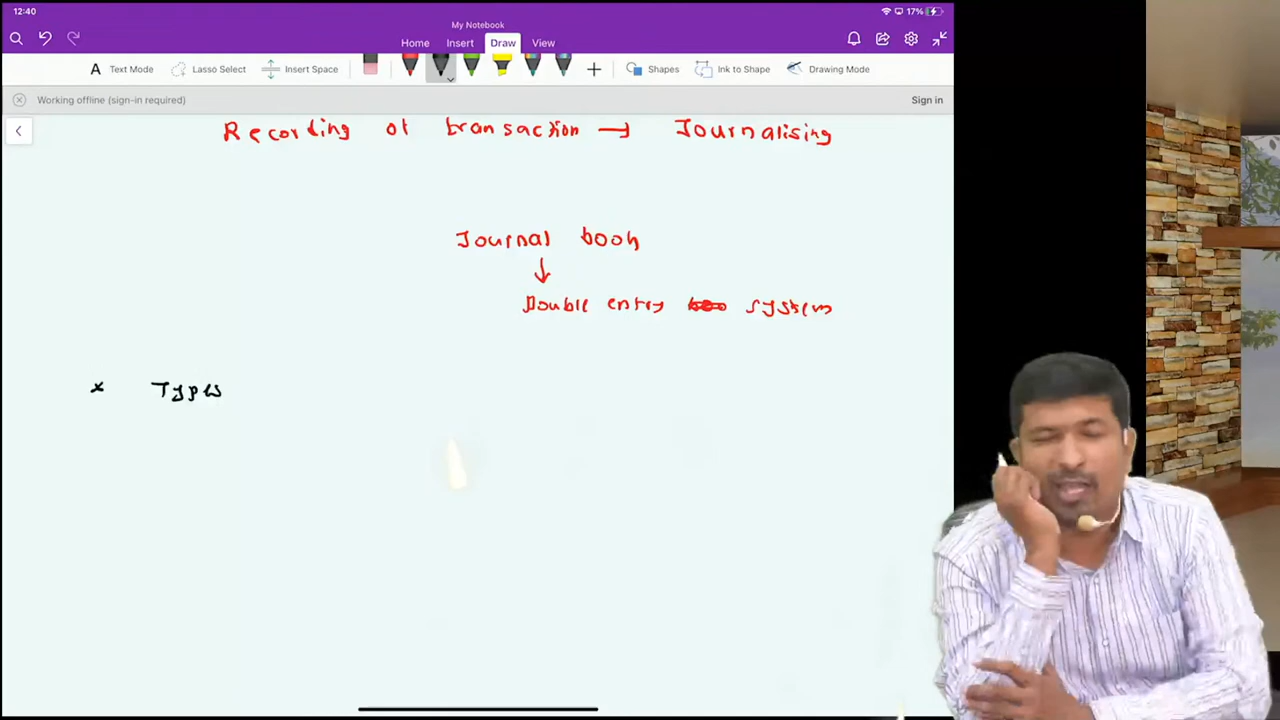 12:40
17%
My Notebook
Home Insert Draw View
Text Mode Lasso Select Insert Space Shapes Ink to Shape Drawing Mode
Working offline (sign-in required) Sign in
Recording of transaction → Journalising
Journal book
↓
Double entry system
* Types